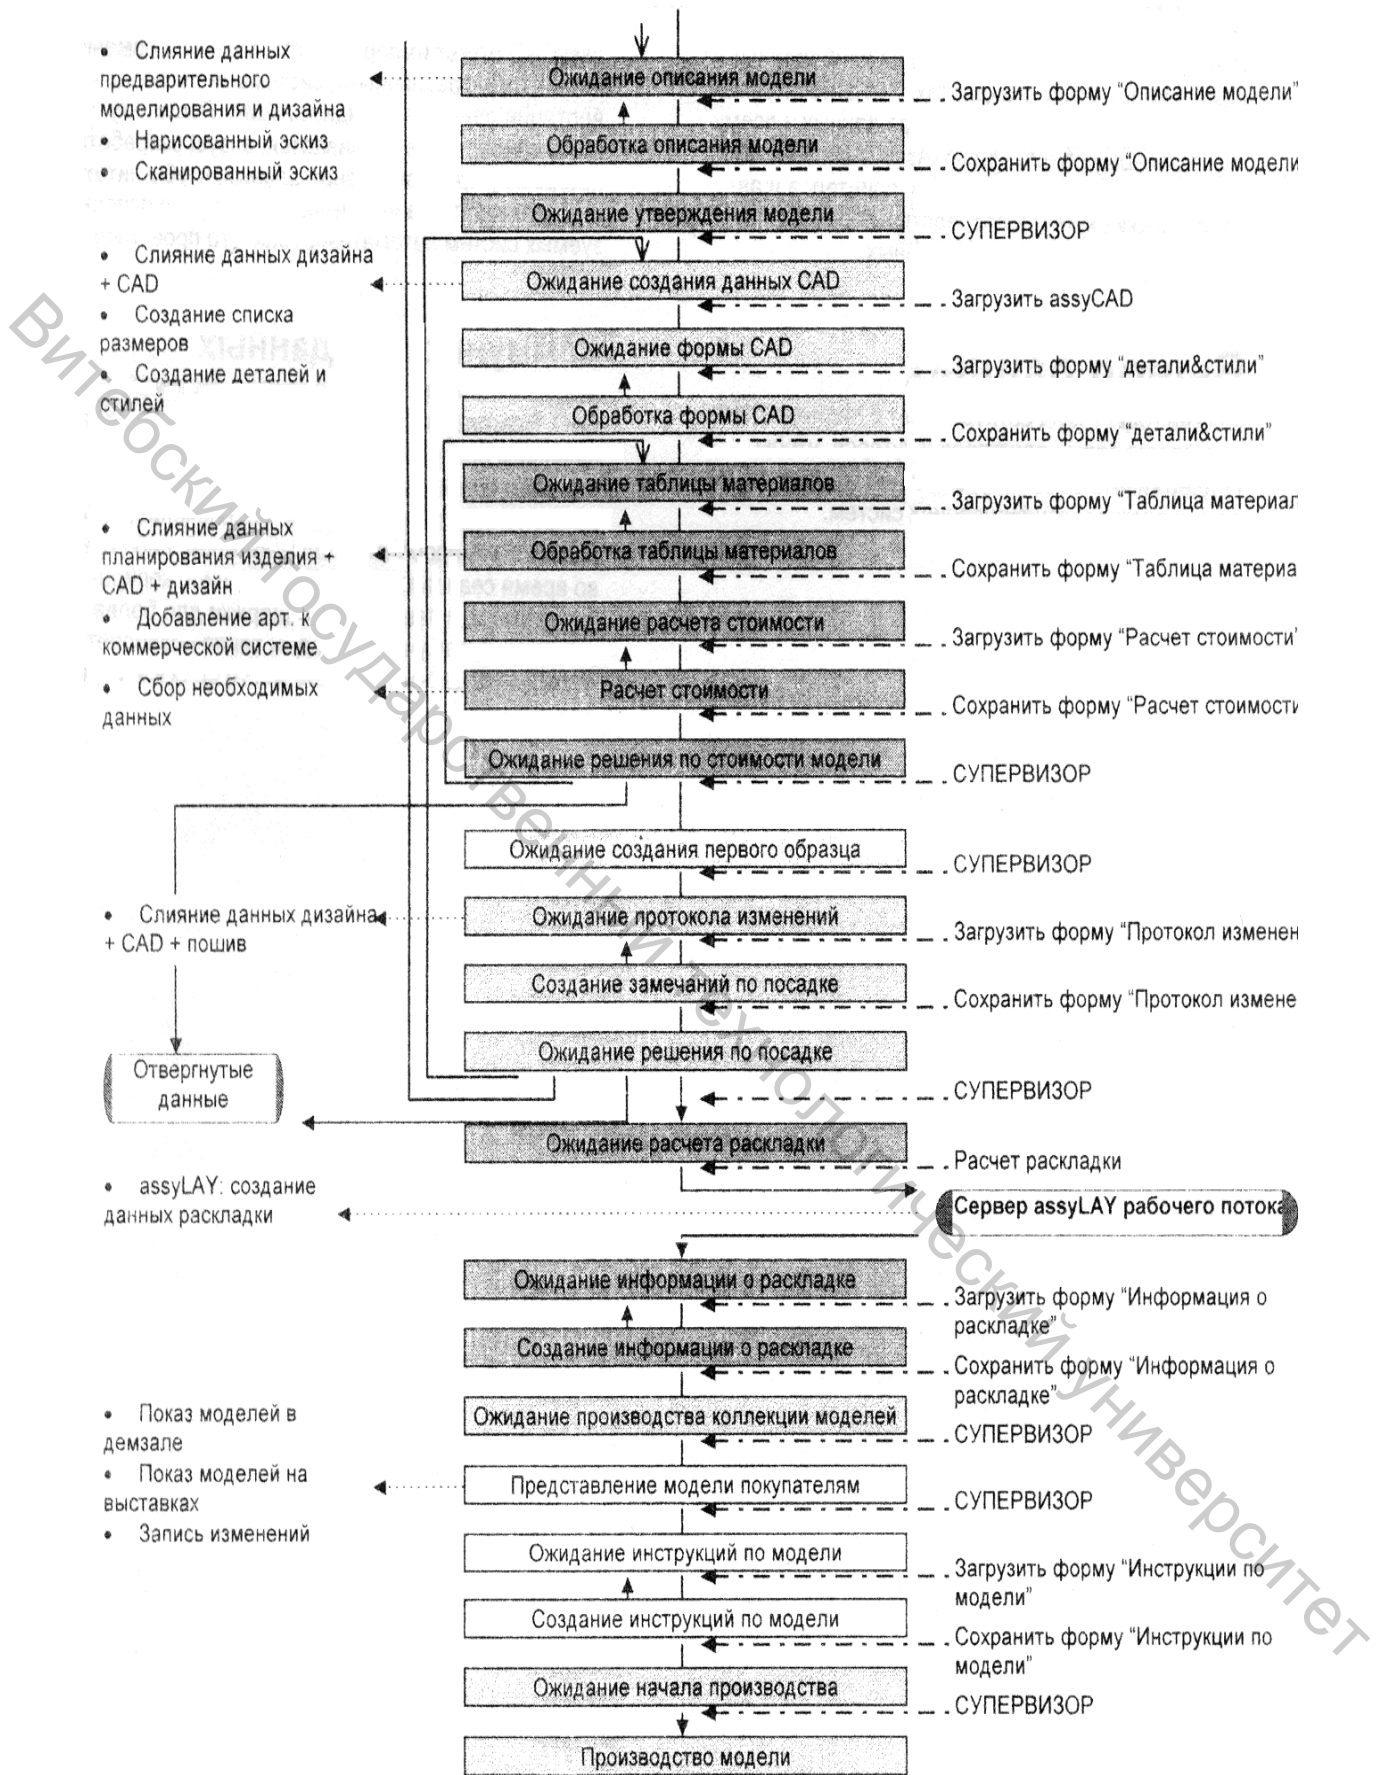 • Слияние данных
предварительного
моделирования и дизайна
• Нарисованный эскиз
• Сканированный эскиз
Ожидание описания модели
Загрузить форму “Описание модели”
Обработка описания модели
Сохранить форму “Описание модели
Ожидание утверждения модели
СУПЕРВИЗОР
• Слияние данных дизайна
+ CAD
• Создание списка
размеров
• Создание деталей и
стилей
Ожидание создания данных CAD
Загрузить assyCAD
Ожидание формы CAD
Загрузить форму “детали&стили”
Обработка формы CAD
Сохранить форму “детали&стили”
Ожидание таблицы материалов
Загрузить форму “Таблица материал
• Слияние данных
планирования изделия +
CAD + дизайн
• Добавление арт. к
коммерческой системе
Обработка таблицы материалов
Сохранить форму “Таблица материа
Ожидание расчета стоимости
Загрузить форму “Расчет стоимости”
• Сбор необходимых
данных
Расчет стоимости
Сохранить форму “Расчет стоимости
Ожидание решения по стоимости модели
СУПЕРВИЗОР
Ожидание создания первого образца
СУПЕРВИЗОР
• Слияние данных дизайна
+ CAD + пошив
Ожидание протокола изменений
Загрузить форму “Протокол изменен
Создание замечаний по посадке
Сохранить форму “Протокол измене
Ожидание решения по посадке
СУПЕРВИЗОР
Отвергнутые
данные
Ожидание расчета раскладки
Расчет раскладки
• assyLAY: создание
данных раскладки
Сервер assyLAY рабочего потока
Ожидание информации о раскладке
Загрузить форму “Информация о
раскладке”
Создание информации о раскладке
Сохранить форму “Информация о
раскладке”
Ожидание производства коллекции моделей
СУПЕРВИЗОР
• Показ моделей в
демзале
• Показ моделей на
выставках
• Запись изменений
Представление модели покупателям
СУПЕРВИЗОР
Ожидание инструкций по модели
Загрузить форму “Инструкции по
модели”
Создание инструкций по модели
Сохранить форму “Инструкции по
модели”
Ожидание начала производства
СУПЕРВИЗОР
Производство модели
Витебский государственный технологический университет